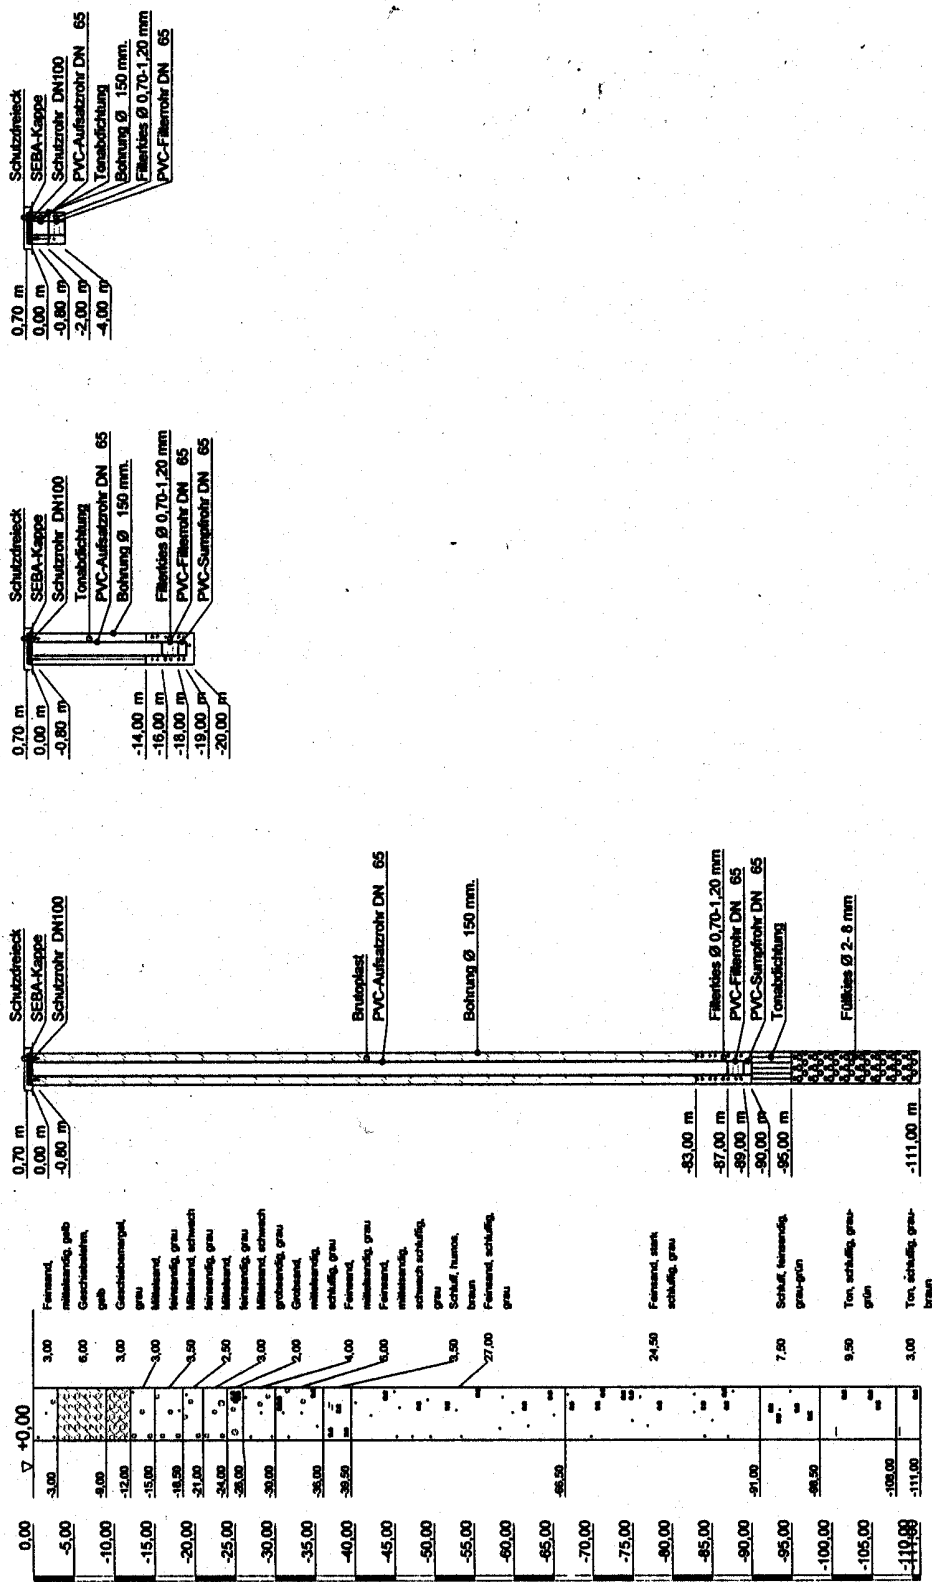 0,70 m
0,00 m
-0,80 m
-2,00 m
-4,00 m
Schutzdreieck
SEBA-Kappe
Schutzrohr DN100
PVC-Aufsatzrohr DN 65
Tonabdichtung
Bohrung Ø 150 mm.
Filterkies Ø 0,70-1,20 mm
PVC-Filterrohr DN 65
0,70 m
0,00 m
-0,80 m
-14,00 m
-16,00 m
-18,00 m
-19,00 m
-20,00 m
Schutzdreieck
SEBA-Kappe
Schutzrohr DN100
Tonabdichtung
PVC-Aufsatzrohr DN 65
Bohrung Ø 150 mm.
Filterkies Ø 0,70-1,20 mm
PVC-Filterrohr DN 65
PVC-Sumpfrohr DN 65
0,70 m
0,00 m
-0,80 m
-83,00 m
-87,00 m
-89,00 m
-90,00 m
-95,00 m
-111,00 m
Schutzdreieck
SEBA-Kappe
Schutzrohr DN100
Brutoplast
PVC-Aufsatzrohr DN 65
Bohrung Ø 150 mm.
Filterkies Ø 0,70-1,20 mm
PVC-Filterrohr DN 65
PVC-Sumpfrohr DN 65
Tonabdichtung
Füllkies Ø 2- 8 mm
3,00
Feinsand,
mittelsandig, gelb
6,00
Geschiebelehm,
gelb
3,00
Geschiebemergel,
grau
3,00
Mittelsand,
feinsandig, grau
3,50
Mittelsand, schwach
feinsandig, grau
2,50
Mittelsand,
feinsandig, grau
3,00
Mittelsand, schwach
grobsandig, grau
2,00
Grobsand,
mittelsandig,
schluffig, grau
4,00
Feinsand,
mittelsandig, grau
6,00
Feinsand,
mittelsandig,
schwach schluffig,
grau
3,50
Schluff, humos,
braun
27,00
Feinsand, schluffig,
grau
24,50
Feinsand, stark
schluffig, grau
7,50
Schluff, feinsandig,
grau-grün
9,50
Ton, schluffig, grau-
grün
3,00
Ton, schluffig, grau-
braun
+0,00
-3,00
-9,00
-12,00
-15,00
-18,50
-21,00
-24,00
-26,00
-30,00
-36,00
-39,50
-66,50
-91,00
-98,50
-108,00
-111,00
0,00
-5,00
-10,00
-15,00
-20,00
-25,00
-30,00
-35,00
-40,00
-45,00
-50,00
-55,00
-60,00
-65,00
-70,00
-75,00
-80,00
-85,00
-90,00
-95,00
-100,00
-105,00
-110,00